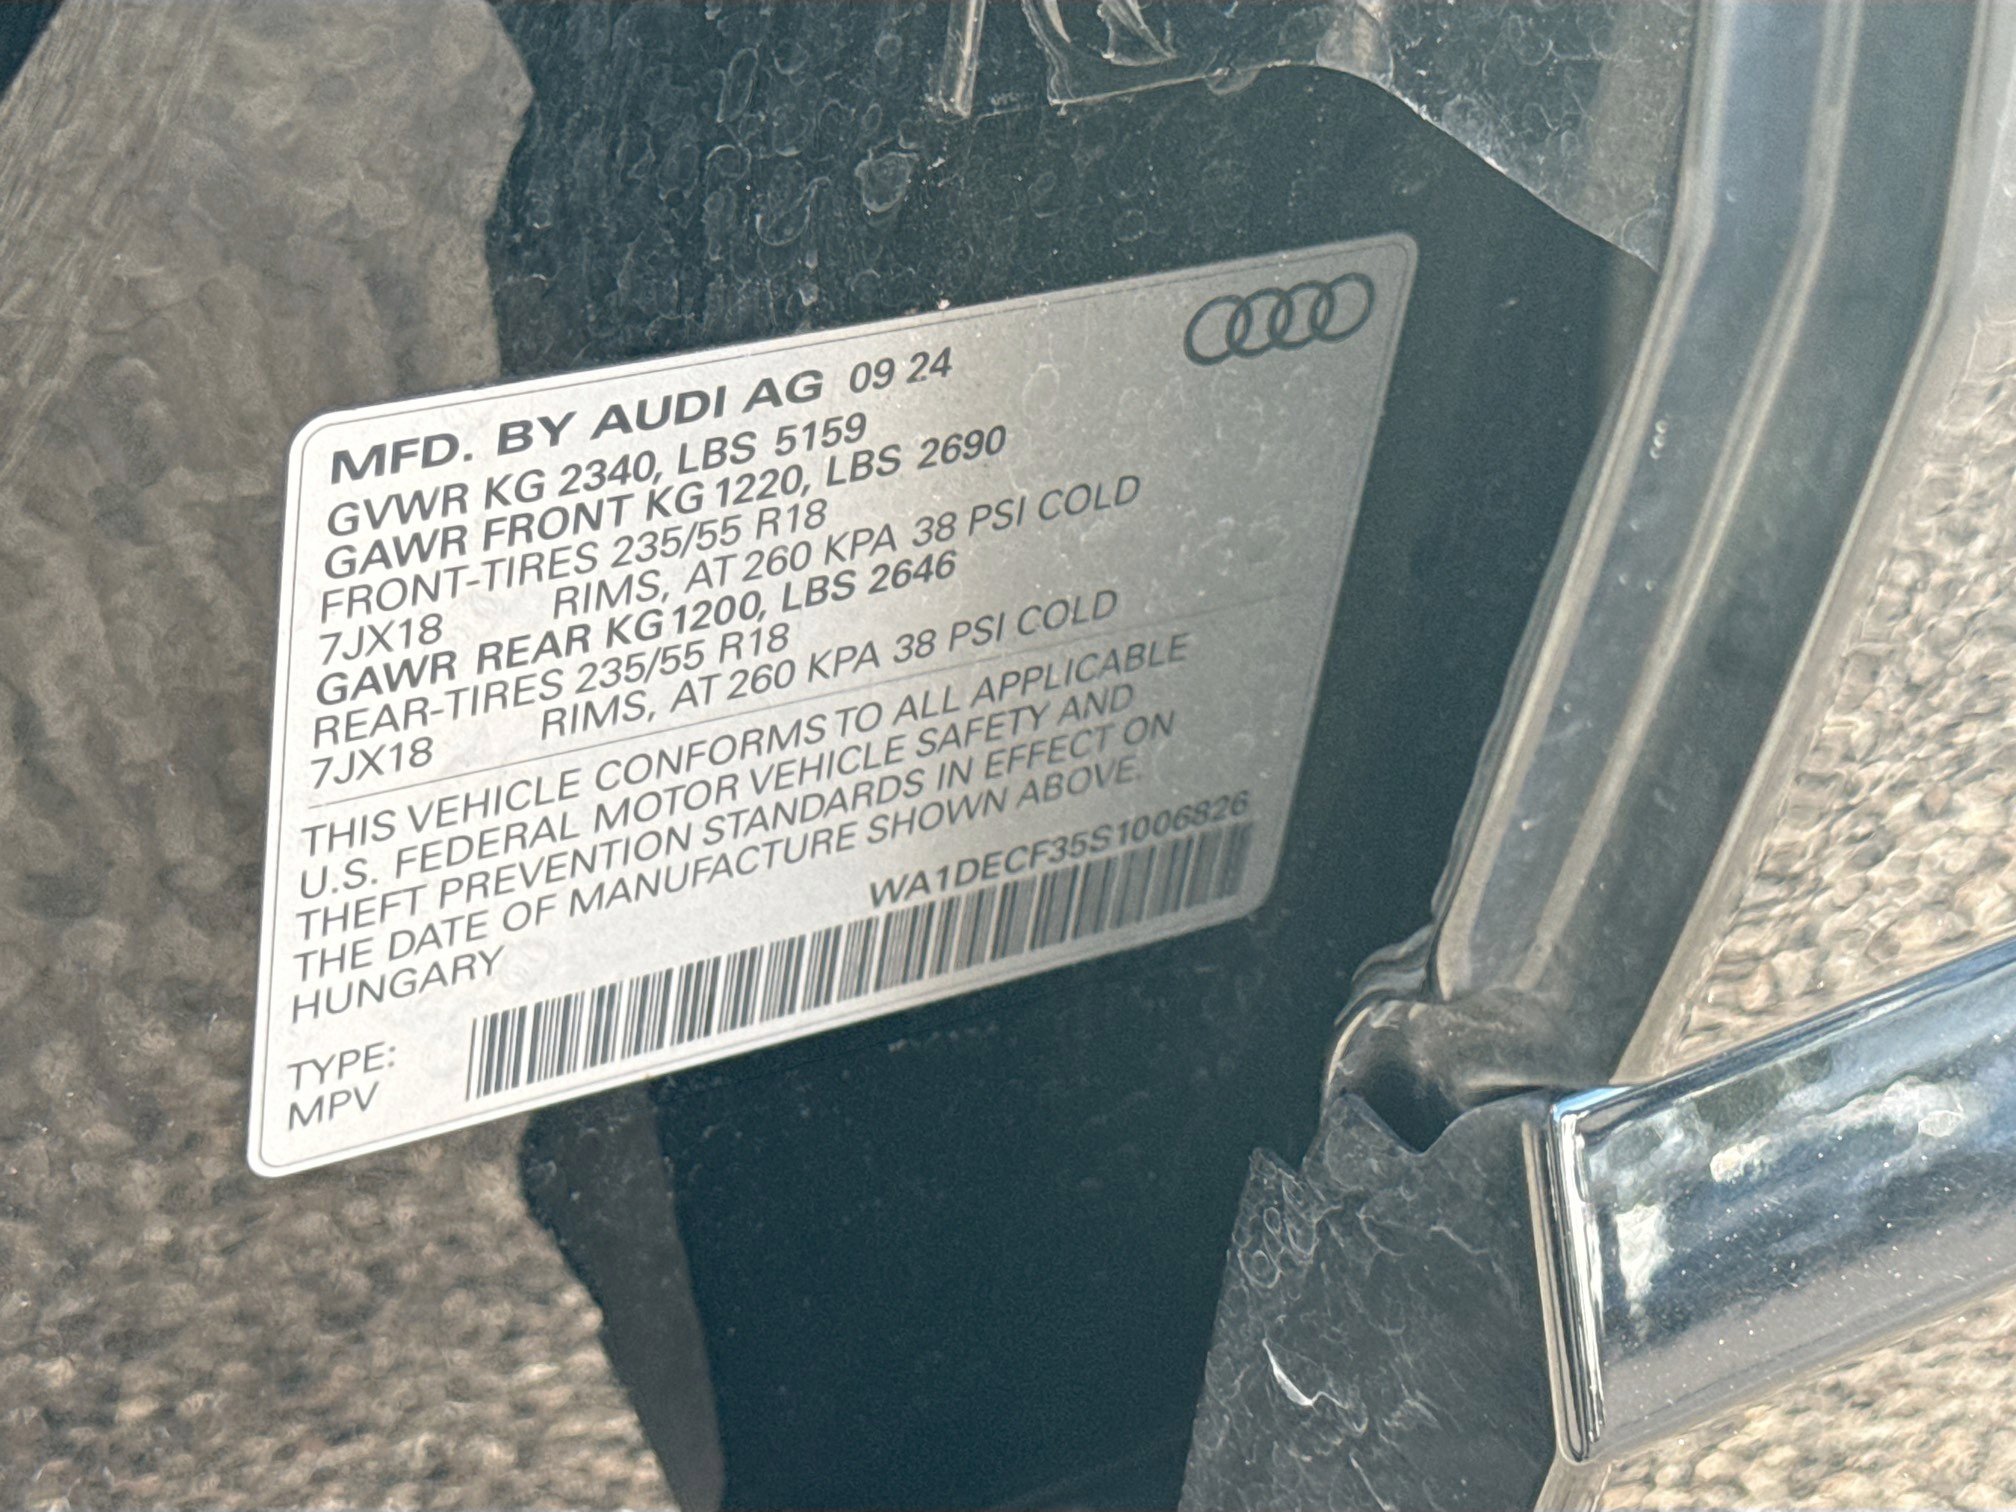 MFD. BY AUDI AG 09 24
GVWR KG 2340, LBS 5159
GAWR FRONT KG 1220, LBS 2690
FRONT-TIRES 235/55 R18
7JX18 RIMS, AT 260 KPA 38 PSI COLD
GAWR REAR KG 1200, LBS 2646
REAR-TIRES 235/55 R18
7JX18 RIMS, AT 260 KPA 38 PSI COLD
THIS VEHICLE CONFORMS TO ALL APPLICABLE
U.S. FEDERAL MOTOR VEHICLE SAFETY AND
THEFT PREVENTION STANDARDS IN EFFECT ON
THE DATE OF MANUFACTURE SHOWN ABOVE.
HUNGARY
WA1DECF35S1006826
TYPE:
MPV